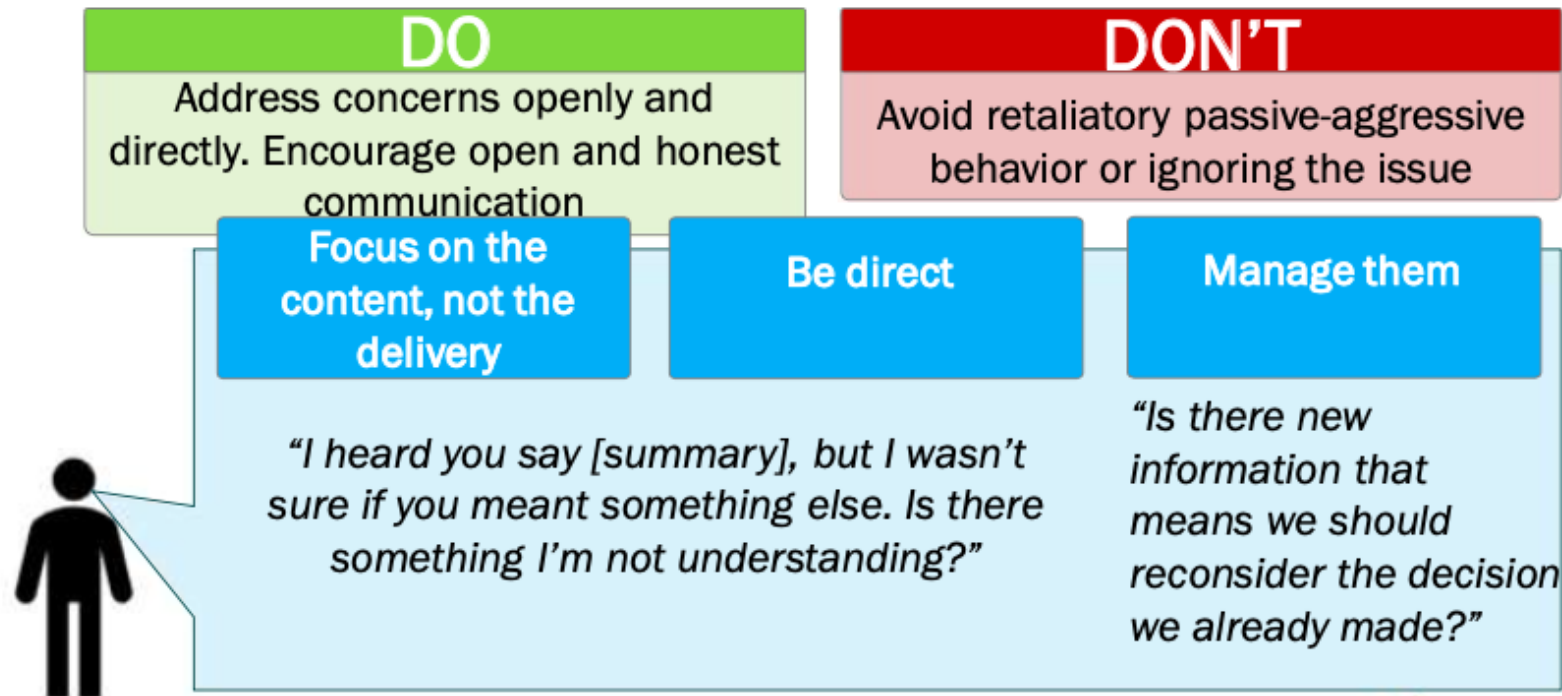 DO
Address concerns openly and
directly. Encourage open and honest
communication
DON’T
Avoid retaliatory passive-aggressive
behavior or ignoring the issue
Focus on the
content, not the
delivery
Be direct
Manage them
“I heard you say [summary], but I wasn’t
sure if you meant something else. Is there
something I’m not understanding?”
“Is there new
information that
means we should
reconsider the decision
we already made?”